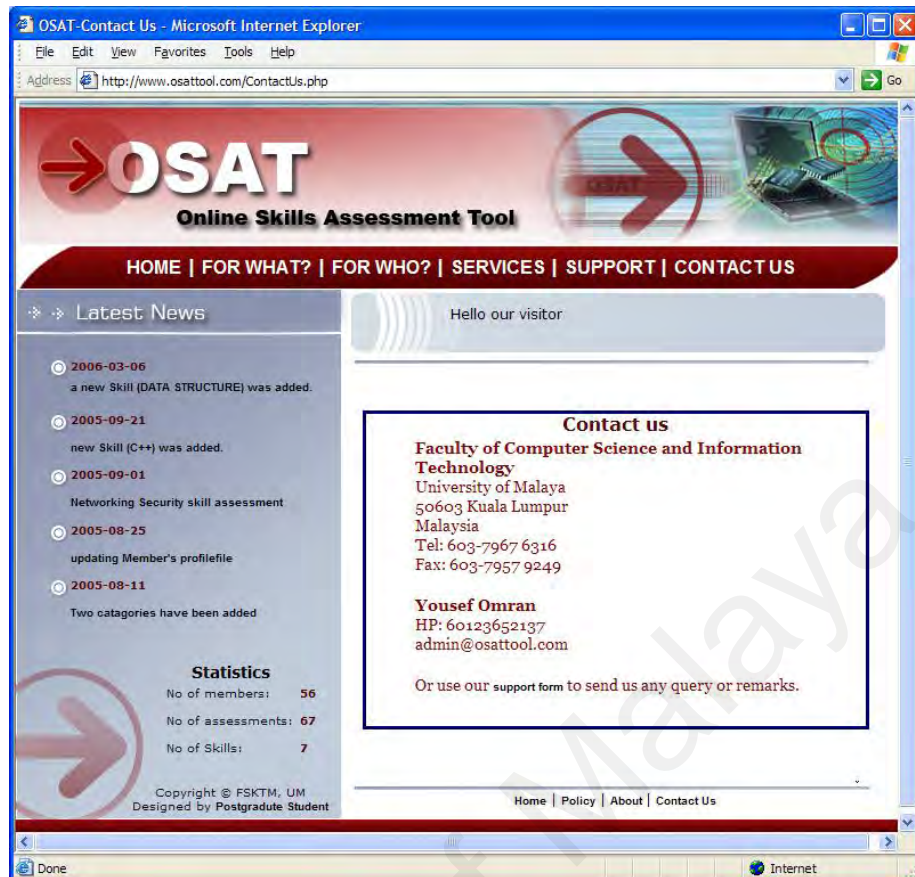 OSAT-Contact Us - Microsoft Internet Explorer
File Edit View Favorites Tools Help
Address http://www.osattool.com/ContactUs.php Go
OSAT
Online Skills Assessment Tool
OSAT
HOME | FOR WHAT? | FOR WHO? | SERVICES | SUPPORT | CONTACT US
Latest News
2006-03-06
a new Skill (DATA STRUCTURE) was added.
2005-09-21
new Skill (C++) was added.
2005-09-01
Networking Security skill assessment
2005-08-25
updating Member's profilefile
2005-08-11
Two catagories have been added
Statistics
No of members: 56
No of assessments: 67
No of Skills: 7
Copyright © FSKTM, UM
Designed by Postgradute Student
Hello our visitor
Contact us
Faculty of Computer Science and Information
Technology
University of Malaya
50603 Kuala Lumpur
Malaysia
Tel: 603-7967 6316
Fax: 603-7957 9249
Yousef Omran
HP: 60123652137
admin@osattool.com
Or use our support form to send us any query or remarks.
Home | Policy | About | Contact Us
Done Internet
of Malaya